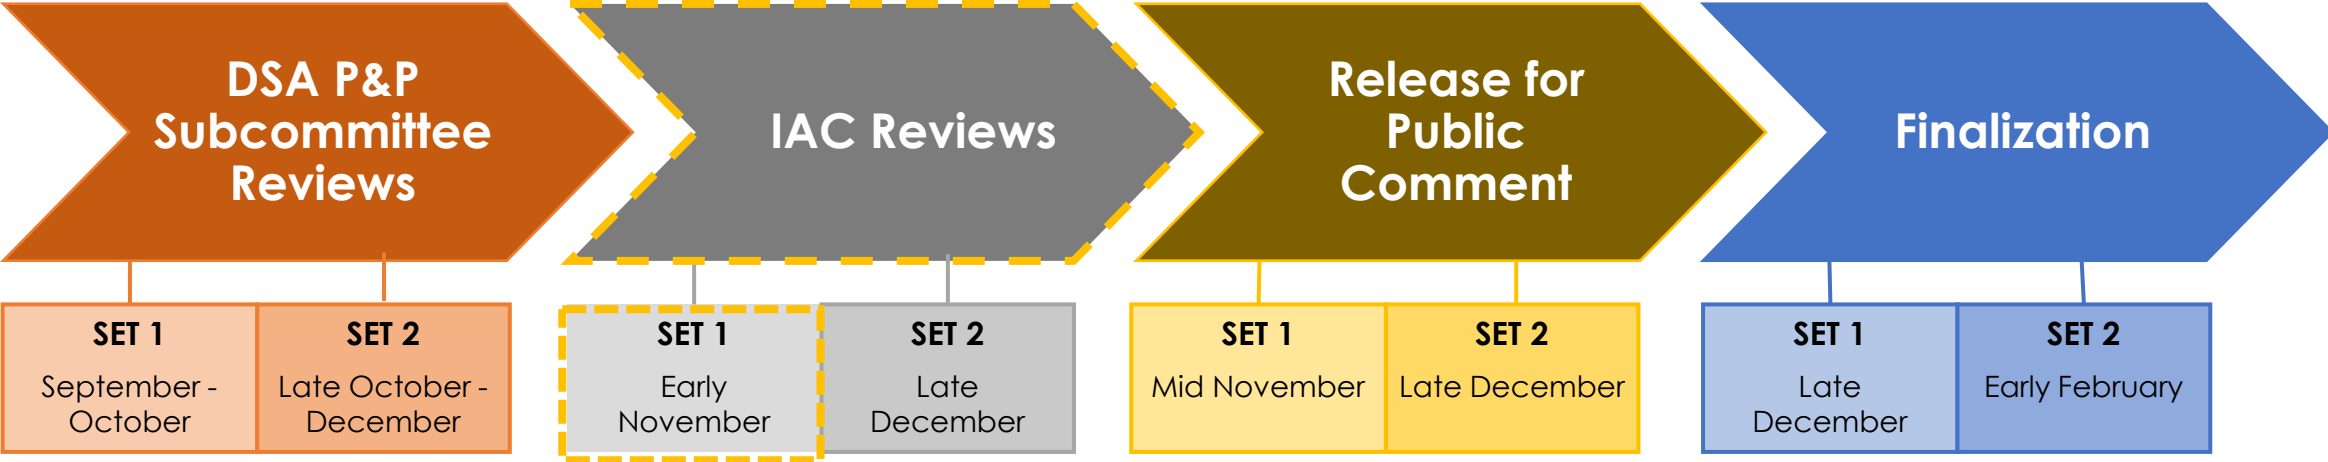 DSA P&P
Subcommittee
Reviews
IAC Reviews
Release for
Public
Comment
Finalization
SET 1
September -
October
SET 2
Late October -
December
SET 1
Early
November
SET 2
Late
December
SET 1
Mid November
SET 2
Late December
SET 1
Late
December
SET 2
Early February